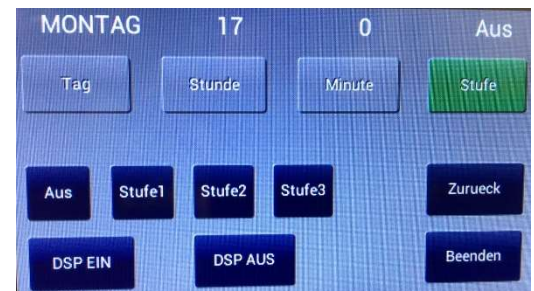 MONTAG 17 0 Aus
Tag Stunde Minute Stufe
Aus Stufe1 Stufe2 Stufe3 Zurueck
DSP EIN DSP AUS Beenden